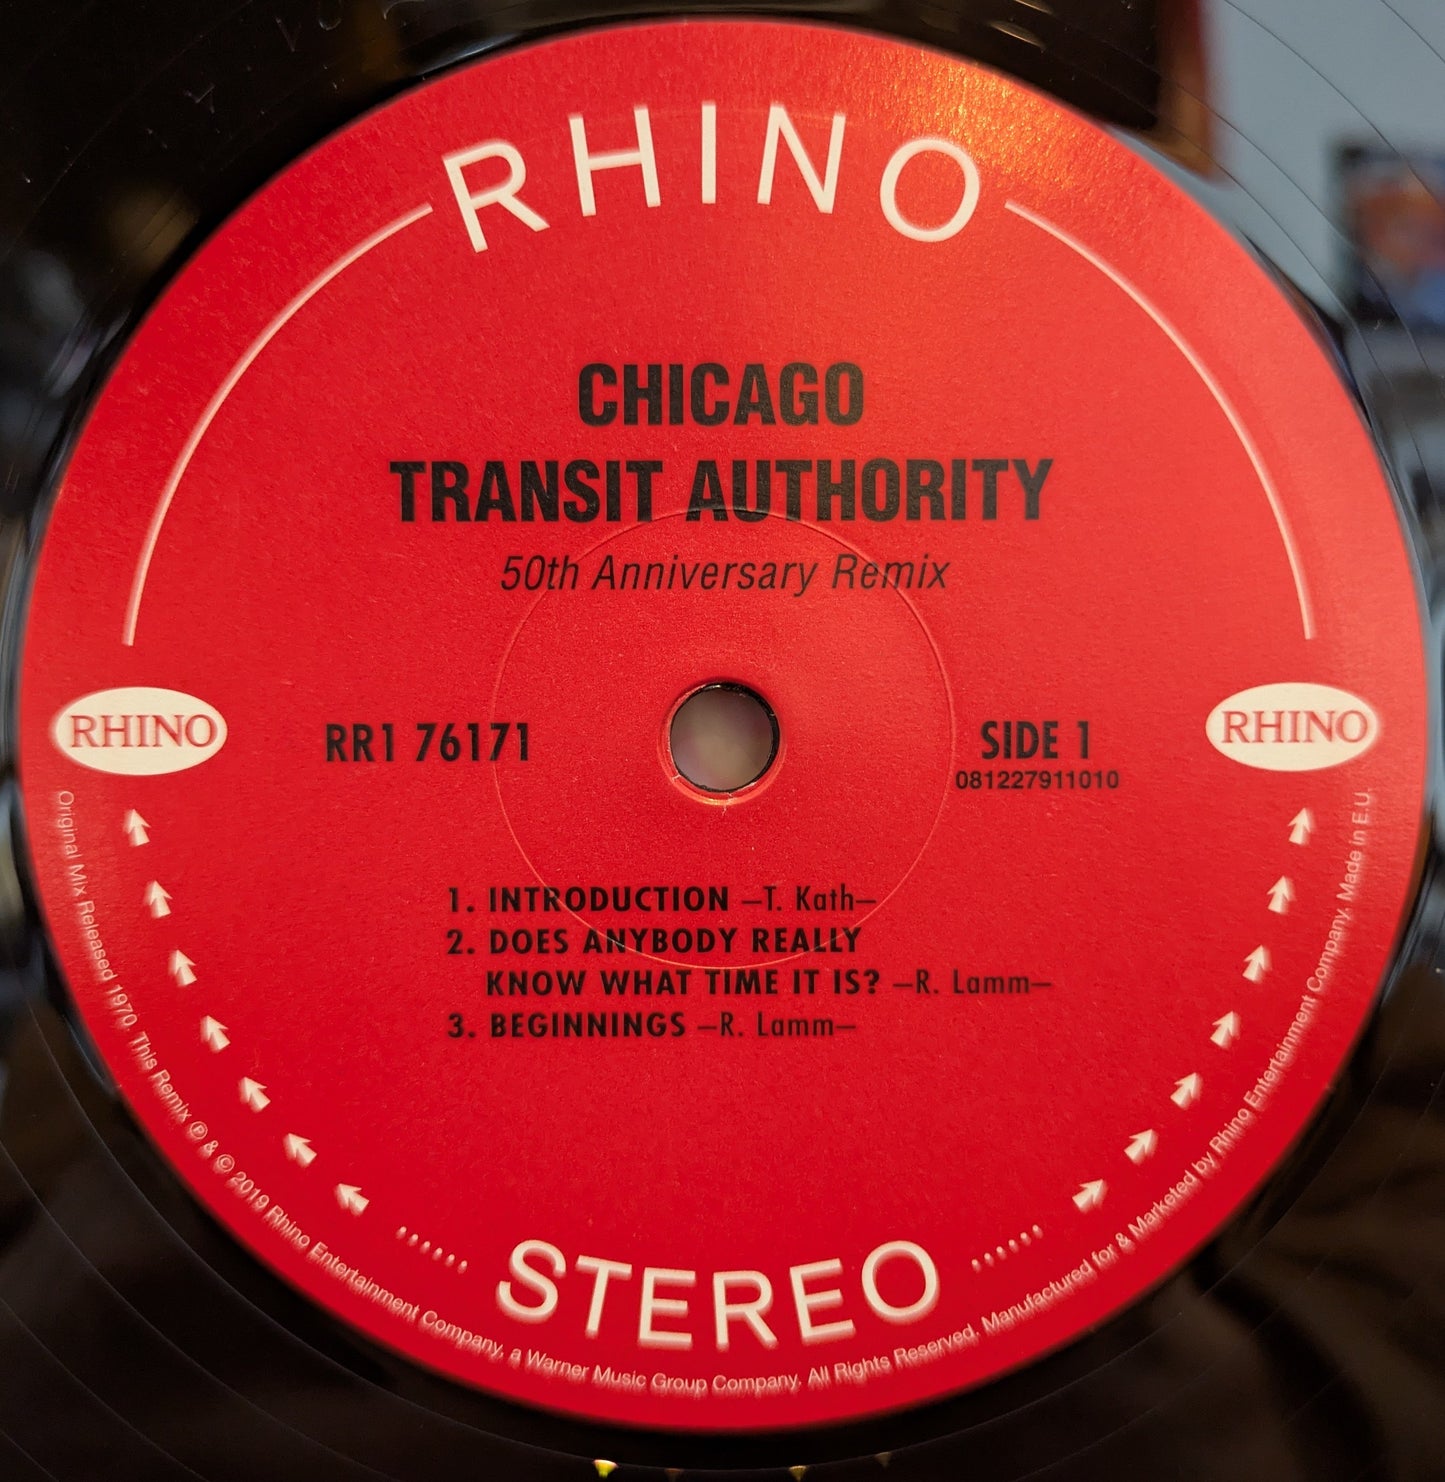 RHINO
CHICAGO
TRANSIT AUTHORITY
50th Anniversary Remix
RHINO
RR1 76171
SIDE 1
081227911010
RHINO
1. INTRODUCTION –T. Kath–
2. DOES ANYBODY REALLY
KNOW WHAT TIME IT IS? –R. Lamm–
3. BEGINNINGS –R. Lamm–
STEREO
Original Mix Released 1970. This Remix ℗ & © 2019 Rhino Entertainment Company, a Warner Music Group Company. All Rights Reserved. Manufactured for & Marketed by Rhino Entertainment Company. Made in E.U.